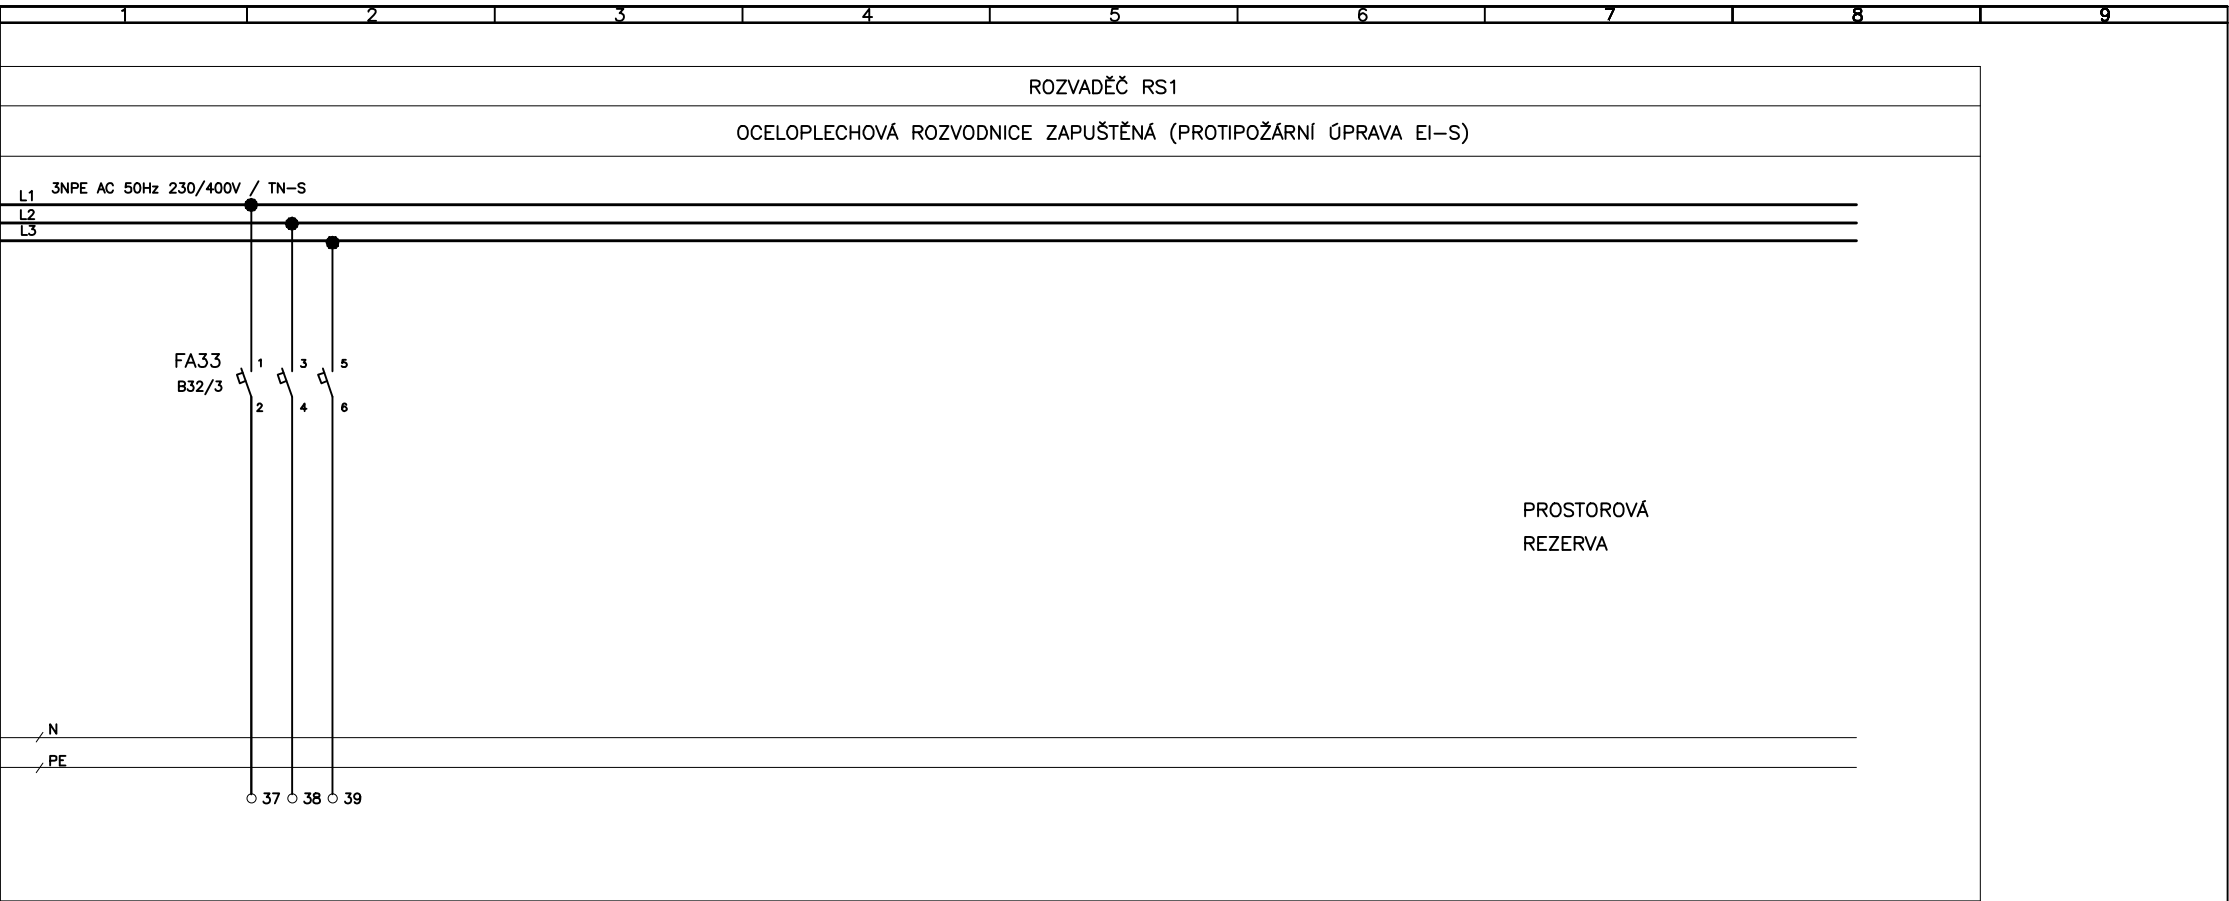 1 2 3 4 5 6 7 8 9
ROZVADĚČ RS1
OCELOPLECHOVÁ ROZVODNICE ZAPUŠTĚNÁ (PROTIPOŽÁRNÍ ÚPRAVA EI-S)
3NPE AC 50Hz 230/400V / TN-S
L1
L2
L3
FA33 1 3 5
B32/3
2 4 6
PROSTOROVÁ
REZERVA
N
PE
37 38 39